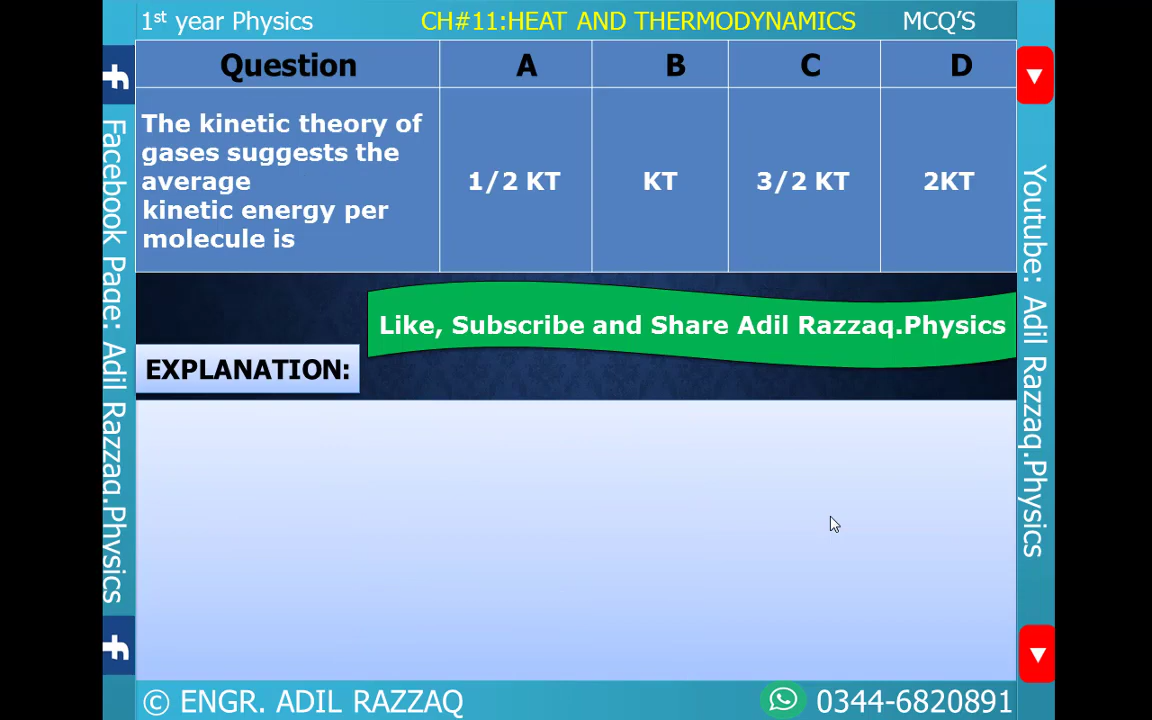 1st year Physics CH#11:HEAT AND THERMODYNAMICS MCQ'S
Question A B C D
The kinetic theory of
gases suggests the
average
kinetic energy per
molecule is
1/2 KT KT 3/2 KT 2KT
Like, Subscribe and Share Adil Razzaq.Physics
EXPLANATION:
f
Facebook Page: Adil Razzaq.Physics
f
Youtube: Adil Razzaq.Physics
© ENGR. ADIL RAZZAQ 0344-6820891